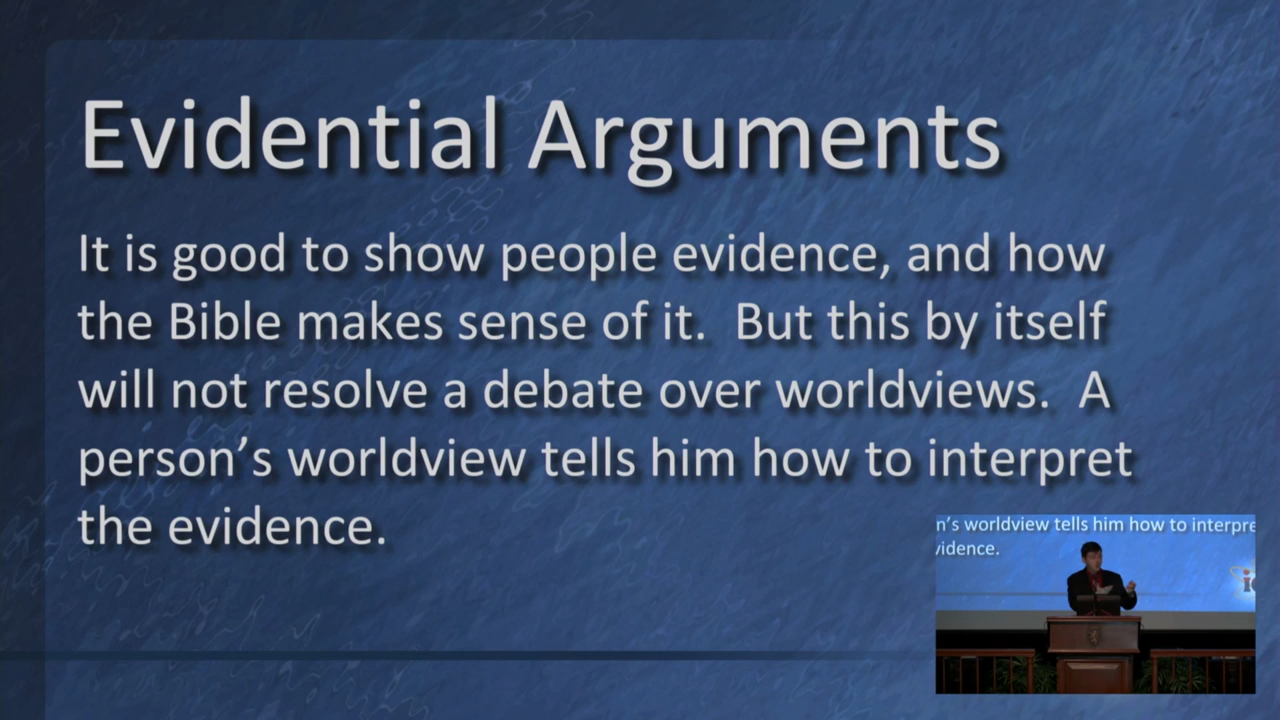 Evidential Arguments
It is good to show people evidence, and how
the Bible makes sense of it.  But this by itself
will not resolve a debate over worldviews.  A
person’s worldview tells him how to interpret
the evidence.
n’s worldview tells him how to interpre
vidence.